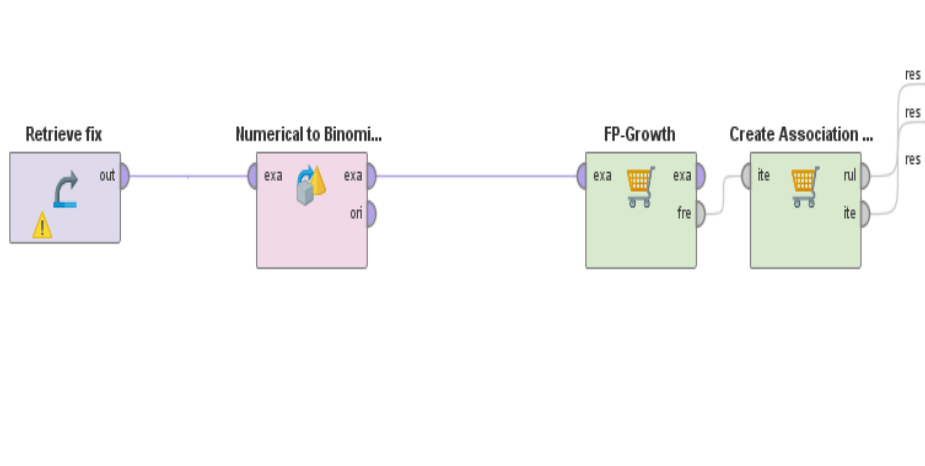 res
res
Retrieve fix
Numerical to Binomi...
FP-Growth
Create Association ...
res
out
exa
exa
exa
exa
ite
rul
ori
fre
ite